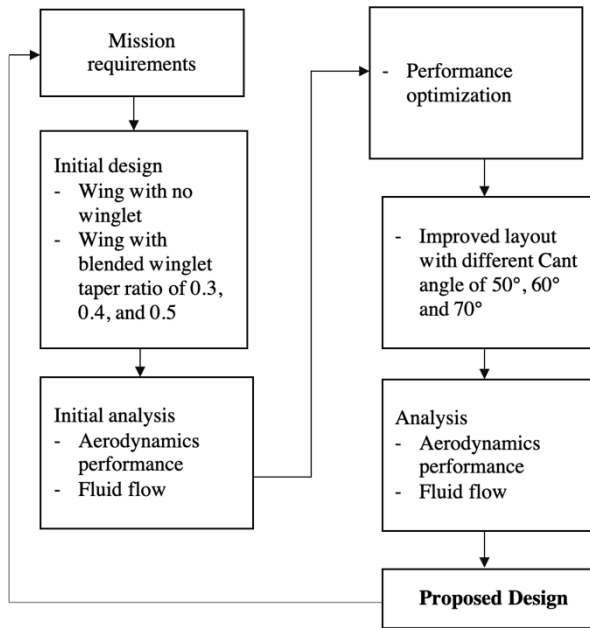 Mission
requirements
Initial design
- Wing with no
winglet
- Wing with
blended winglet
taper ratio of 0.3,
0.4, and 0.5
Initial analysis
- Aerodynamics
performance
- Fluid flow
- Performance
optimization
- Improved layout
with different Cant
angle of 50°, 60°
and 70°
Analysis
- Aerodynamics
performance
- Fluid flow
Proposed Design